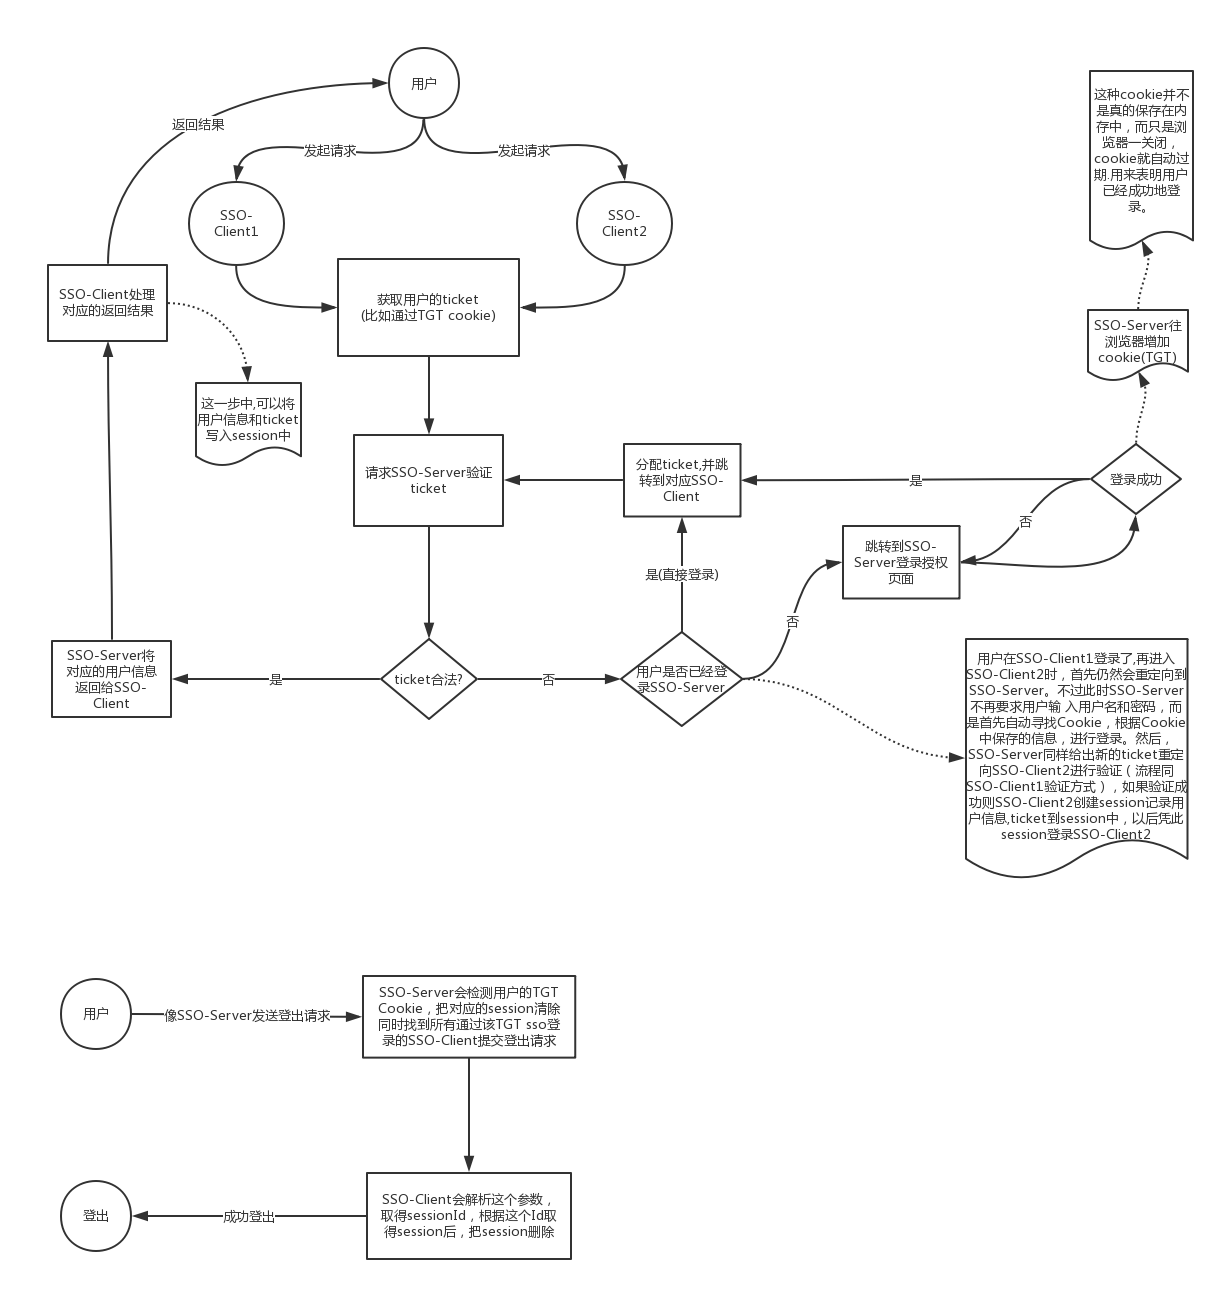 用户
返回结果
发起请求
发起请求
SSO-
Client1
SSO-
Client2
这种cookie并不
是真的保存在内
存中，而只是浏
览器一关闭，
cookie就自动过
期.用来表明用户
已经成功地登
录。
SSO-Client处理
对应的返回结果
获取用户的ticket
(比如通过TGT cookie)
SSO-Server往
浏览器增加
cookie(TGT)
这一步中,可以将
用户信息和ticket
写入session中
请求SSO-Server验证
ticket
分配ticket,并跳
转到对应SSO-
Client
是
登录成功
否
跳转到SSO-
Server登录授权
页面
是(直接登录)
否
SSO-Server将
对应的用户信息
返回给SSO-
Client
是
ticket合法?
否
用户是否已经登
录SSO-Server
用户在SSO-Client1登录了,再进入
SSO-Client2时，首先仍然会重定向到
SSO-Server。不过此时SSO-Server
不再要求用户输 入用户名和密码，而
是首先自动寻找Cookie，根据Cookie
中保存的信息，进行登录。然后，
SSO-Server同样给出新的ticket重定
向SSO-Client2进行验证（流程同
SSO-Client1验证方式），如果验证成
功则SSO-Client2创建session记录用
户信息,ticket到session中，以后凭此
session登录SSO-Client2
用户
像SSO-Server发送登出请求
SSO-Server会检测用户的TGT
Cookie，把对应的session清除
同时找到所有通过该TGT sso登
录的SSO-Client提交登出请求
登出
成功登出
SSO-Client会解析这个参数，
取得sessionId，根据这个Id取
得session后，把session删除